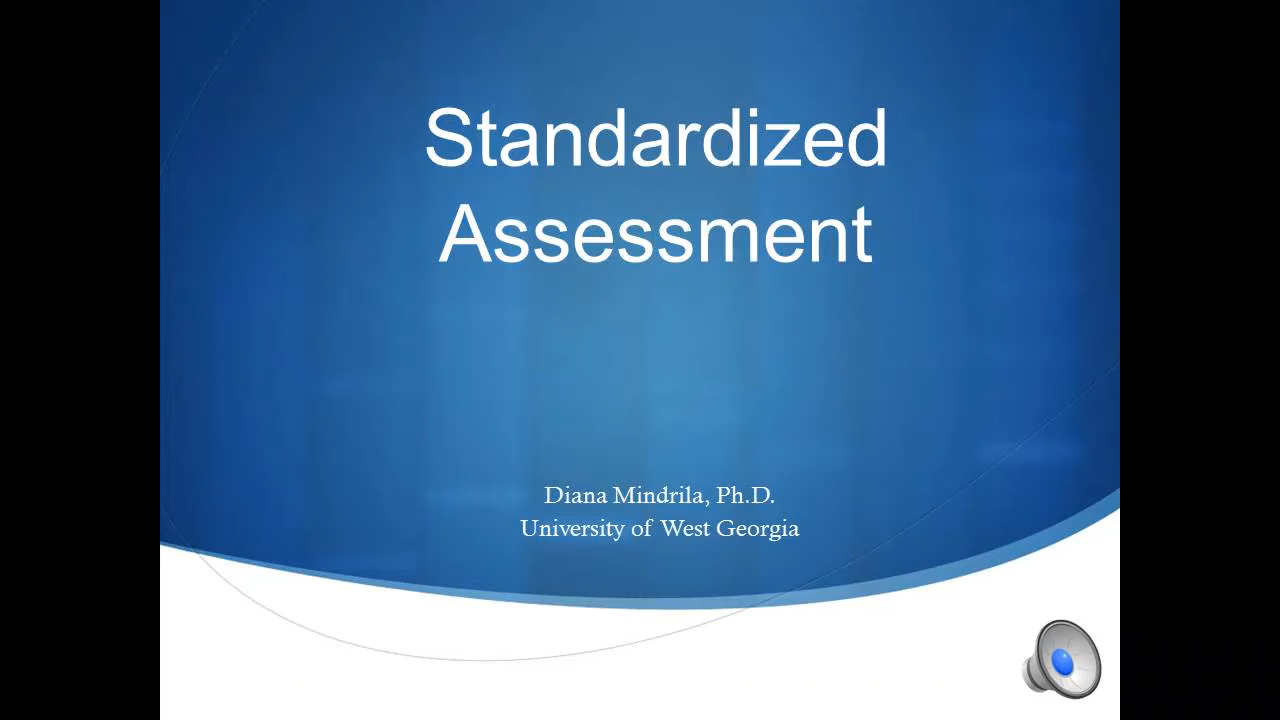 Standardized
Assessment
Diana Mindrila, Ph.D.
University of West Georgia